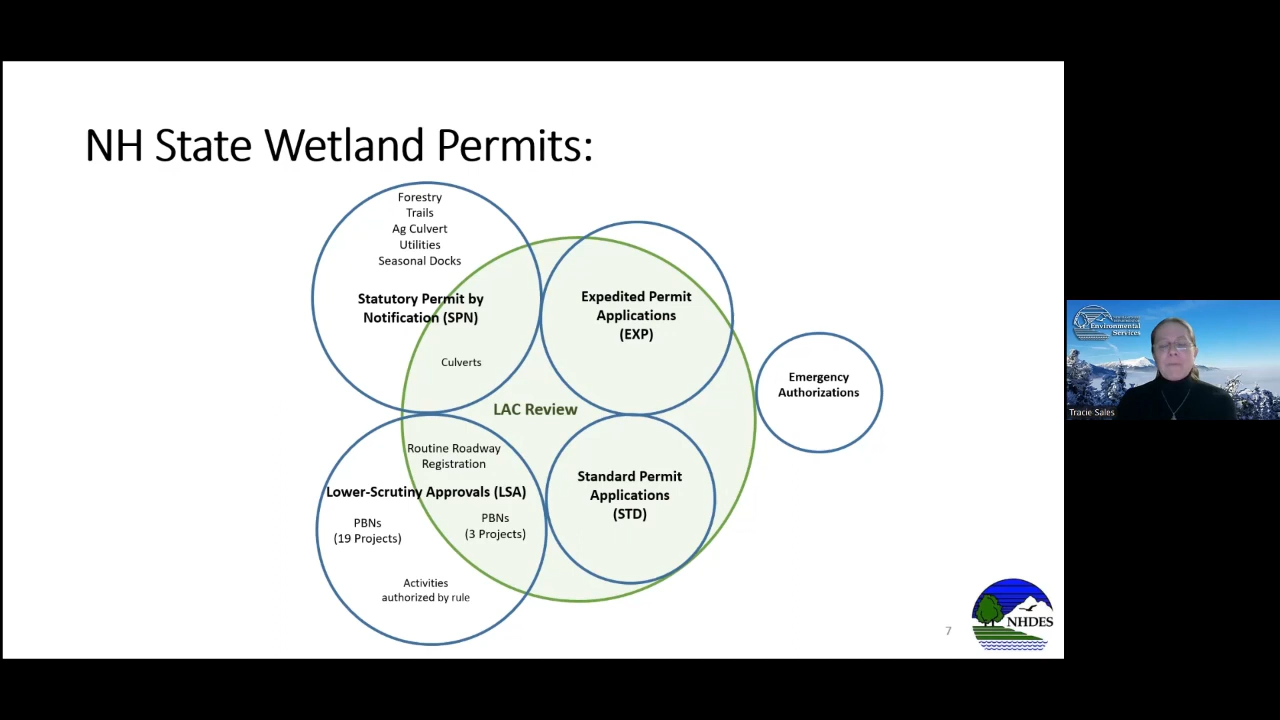 NH State Wetland Permits:
Forestry
Trails
Ag Culvert
Utilities
Seasonal Docks
Statutory Permit by
Notification (SPN)
Culverts
Expedited Permit
Applications
(EXP)
Emergency
Authorizations
LAC Review
Routine Roadway
Registration
Lower-Scrutiny Approvals (LSA)
PBNs
(19 Projects)
PBNs
(3 Projects)
Activities
authorized by rule
Standard Permit
Applications
(STD)
7
NHDES
Environmental
Services
Tracie Sales